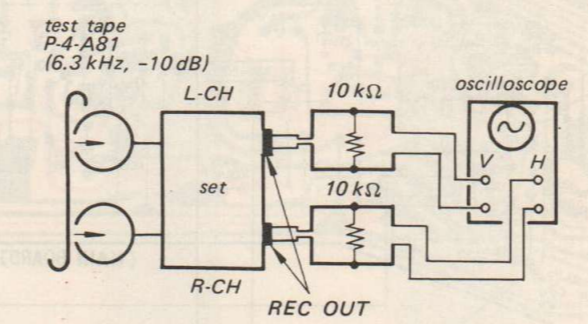 test tape
P-4-A81
(6.3 kHz, -10 dB)
L-CH
10 kΩ
oscilloscope
V H
set
10 kΩ
R-CH
REC OUT